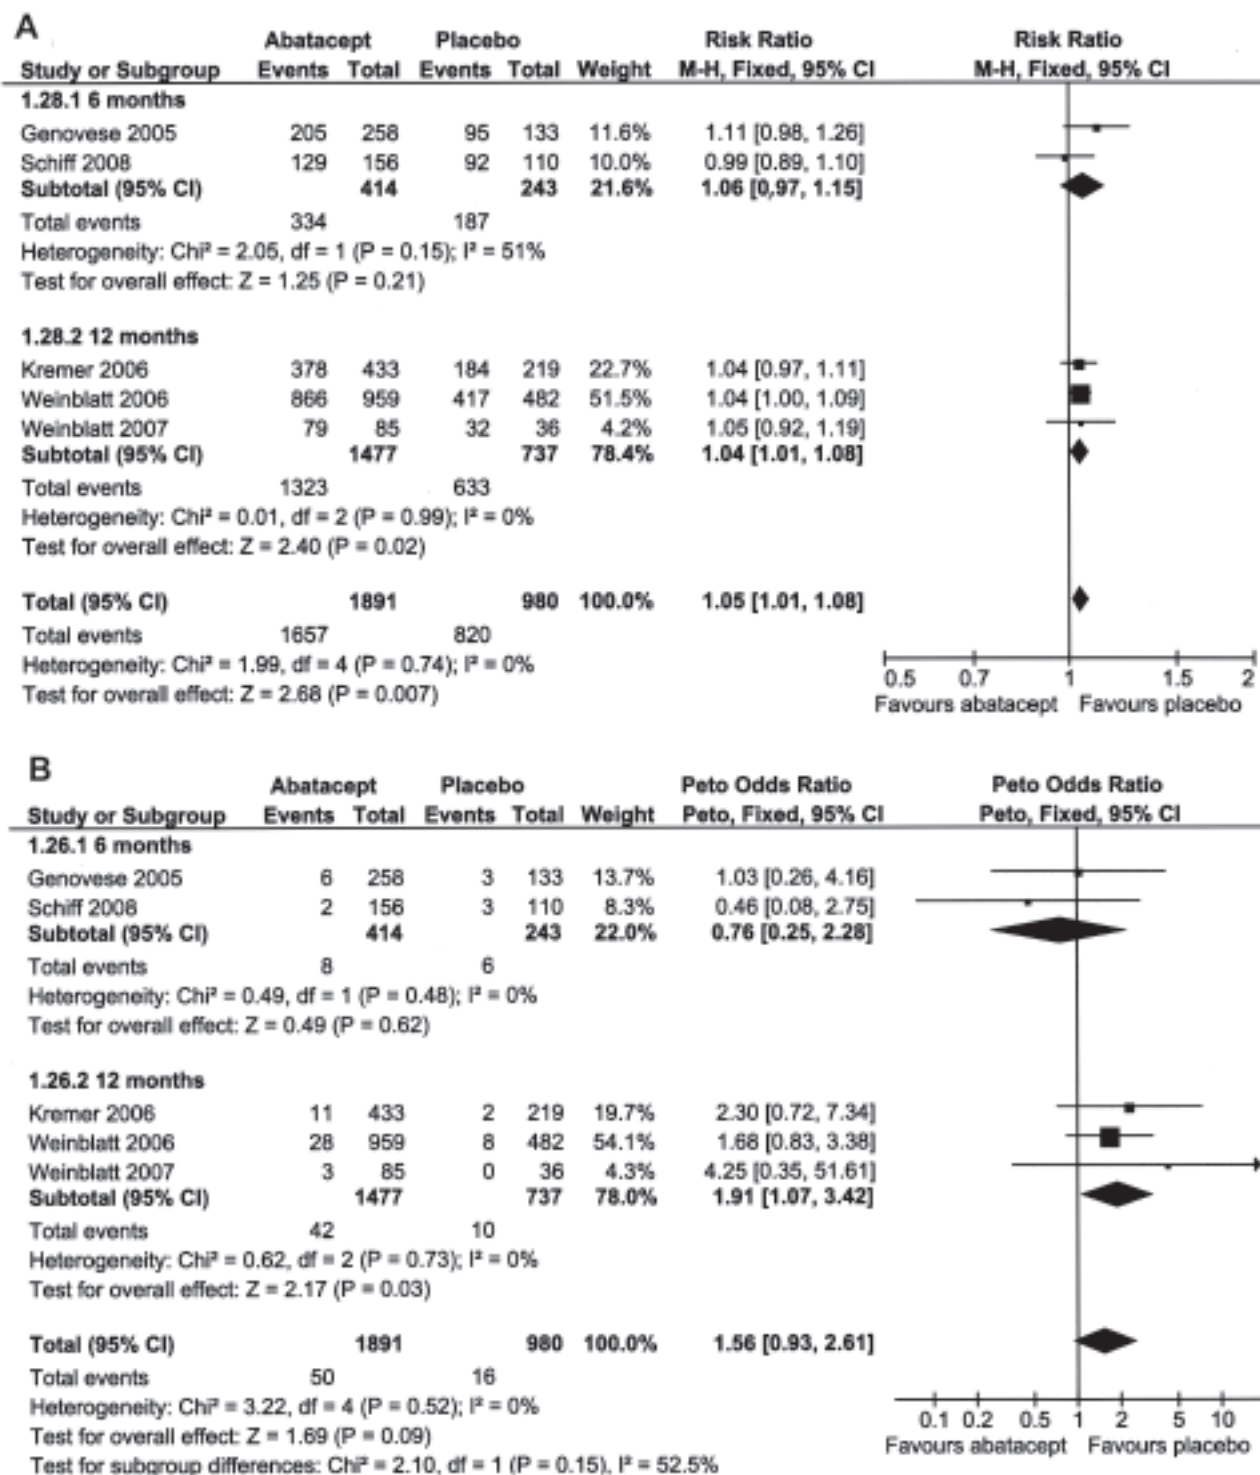 A
Abatacept Placebo Risk Ratio Risk Ratio
Study or Subgroup Events Total Events Total Weight M-H, Fixed, 95% CI M-H, Fixed, 95% CI
1.28.1 6 months
Genovese 2005 205 258 95 133 11.6% 1.11 [0.98, 1.26]
Schiff 2008 129 156 92 110 10.0% 0.99 [0.89, 1.10]
Subtotal (95% CI) 414 243 21.6% 1.06 [0,97, 1.15]
Total events 334 187
Heterogeneity: Chi² = 2.05, df = 1 (P = 0.15); I² = 51%
Test for overall effect: Z = 1.25 (P = 0.21)
1.28.2 12 months
Kremer 2006 378 433 184 219 22.7% 1.04 [0.97, 1.11]
Weinblatt 2006 866 959 417 482 51.5% 1.04 [1.00, 1.09]
Weinblatt 2007 79 85 32 36 4.2% 1.05 [0.92, 1.19]
Subtotal (95% CI) 1477 737 78.4% 1.04 [1.01, 1.08]
Total events 1323 633
Heterogeneity: Chi² = 0.01, df = 2 (P = 0.99); I² = 0%
Test for overall effect: Z = 2.40 (P = 0.02)
Total (95% CI) 1891 980 100.0% 1.05 [1.01, 1.08]
Total events 1657 820
Heterogeneity: Chi² = 1.99, df = 4 (P = 0.74); I² = 0%
Test for overall effect: Z = 2.68 (P = 0.007)
0.5 0.7 1 1.5 2
Favours abatacept Favours placebo
B
Abatacept Placebo Peto Odds Ratio Peto Odds Ratio
Study or Subgroup Events Total Events Total Weight Peto, Fixed, 95% CI Peto, Fixed, 95% CI
1.26.1 6 months
Genovese 2005 6 258 3 133 13.7% 1.03 [0.26, 4.16]
Schiff 2008 2 156 3 110 8.3% 0.46 [0.08, 2.75]
Subtotal (95% CI) 414 243 22.0% 0.76 [0.25, 2.28]
Total events 8 6
Heterogeneity: Chi² = 0.49, df = 1 (P = 0.48); I² = 0%
Test for overall effect: Z = 0.49 (P = 0.62)
1.26.2 12 months
Kremer 2006 11 433 2 219 19.7% 2.30 [0.72, 7.34]
Weinblatt 2006 28 959 8 482 54.1% 1.68 [0.83, 3.38]
Weinblatt 2007 3 85 0 36 4.3% 4.25 [0.35, 51.61]
Subtotal (95% CI) 1477 737 78.0% 1.91 [1.07, 3.42]
Total events 42 10
Heterogeneity: Chi² = 0.62, df = 2 (P = 0.73); I² = 0%
Test for overall effect: Z = 2.17 (P = 0.03)
Total (95% CI) 1891 980 100.0% 1.56 [0.93, 2.61]
Total events 50 16
Heterogeneity: Chi² = 3.22, df = 4 (P = 0.52); I² = 0%
Test for overall effect: Z = 1.69 (P = 0.09)
Test for subgroup differences: Chi² = 2.10, df = 1 (P = 0.15), I² = 52.5%
0.1 0.2 0.5 1 2 5 10
Favours abatacept Favours placebo